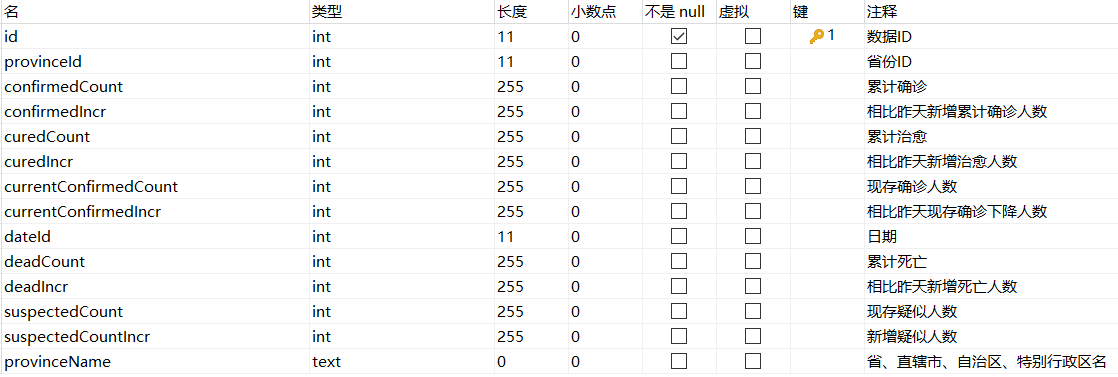 名 类型 长度 小数点 不是 null 虚拟 键 注释
id int 11 0 1 数据ID
provinceId int 11 0 省份ID
confirmedCount int 255 0 累计确诊
confirmedIncr int 255 0 相比昨天新增累计确诊人数
curedCount int 255 0 累计治愈
curedIncr int 255 0 相比昨天新增治愈人数
currentConfirmedCount int 255 0 现存确诊人数
currentConfirmedIncr int 255 0 相比昨天现存确诊下降人数
dateId int 11 0 日期
deadCount int 255 0 累计死亡
deadIncr int 255 0 相比昨天新增死亡人数
suspectedCount int 255 0 现存疑似人数
suspectedCountIncr int 255 0 新增疑似人数
provinceName text 0 0 省、直辖市、自治区、特别行政区名